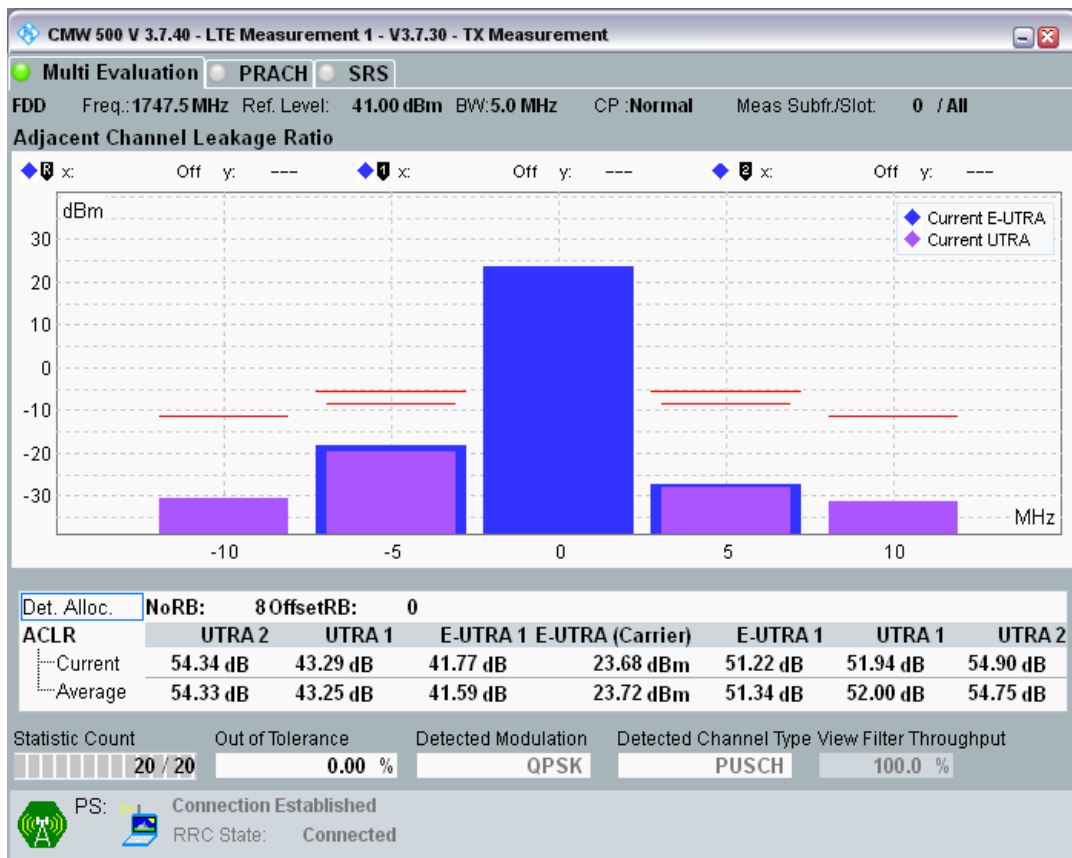 CMW 500 V 3.7.40 - LTE Measurement 1 - V3.7.30 - TX Measurement
Multi Evaluation PRACH SRS
FDD Freq.: 1747.5 MHz Ref. Level: 41.00 dBm BW: 5.0 MHz CP : Normal Meas Subfr./Slot: 0 / All
Adjacent Channel Leakage Ratio
R x: Off y: --- 1 x: Off y: --- 2 x: Off y: ---
dBm
Current E-UTRA
Current UTRA
30
20
10
0
-10
-20
-30
MHz
-10 -5 0 5 10
Det. Alloc. NoRB: 8 OffsetRB: 0
ACLR UTRA 2 UTRA 1 E-UTRA 1 E-UTRA (Carrier) E-UTRA 1 UTRA 1 UTRA 2
Current 54.34 dB 43.29 dB 41.77 dB 23.68 dBm 51.22 dB 51.94 dB 54.90 dB
Average 54.33 dB 43.25 dB 41.59 dB 23.72 dBm 51.34 dB 52.00 dB 54.75 dB
Statistic Count Out of Tolerance Detected Modulation Detected Channel Type View Filter Throughput
20 / 20 0.00 % QPSK PUSCH 100.0 %
PS: Connection Established
RRC State: Connected